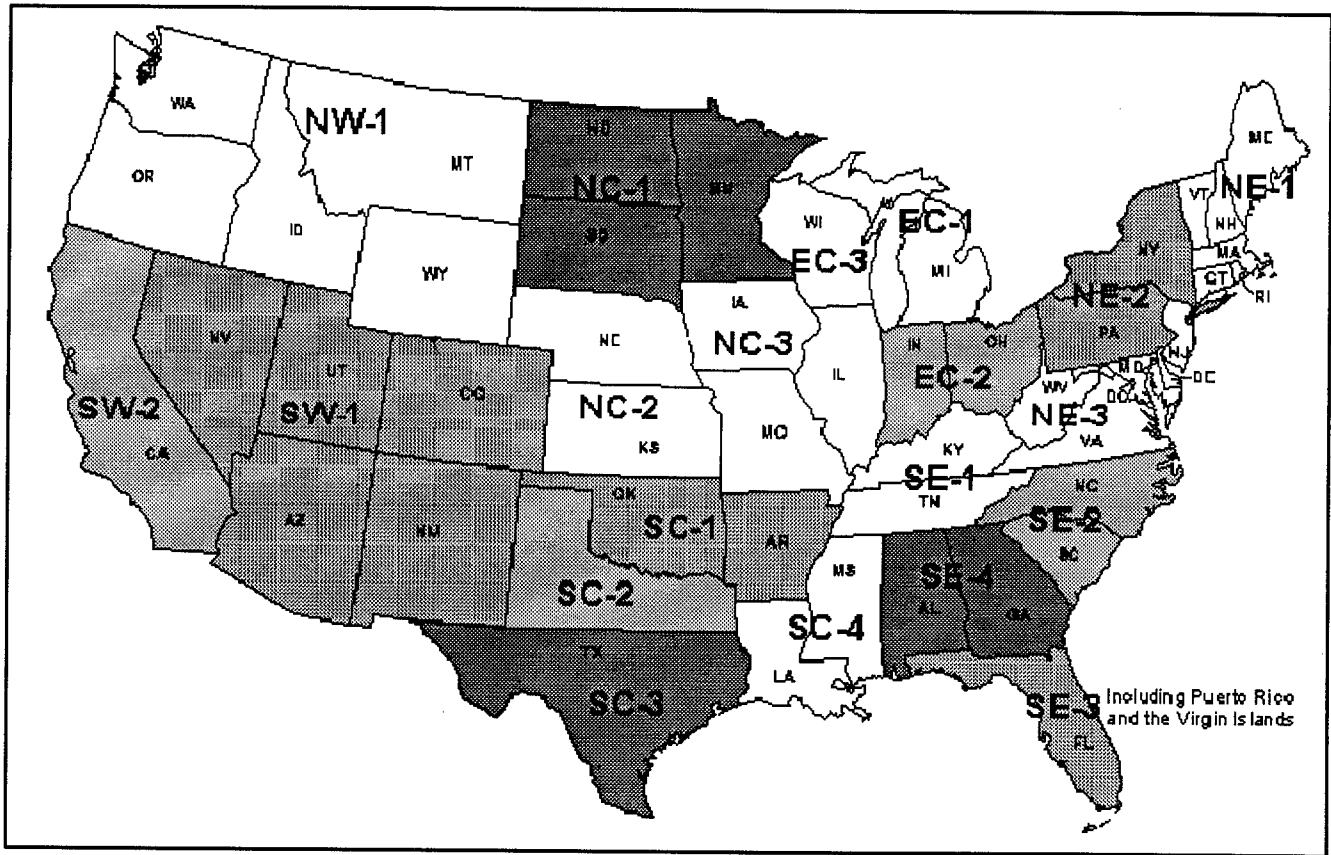 WA
NW-1
MT
OR
ID
WY
ND
NC-1
MN
SD
WI
EC-1
EC-3
MI
ME
VT
NE-1
NH
MA
CT
RI
NY
NE-2
PA
NJ
MD
DE
DC
IA
NC-3
NE
IL
IN
OH
EC-2
WV
NE-3
VA
NV
UT
CO
SW-2
SW-1
CA
NC-2
KS
MO
KY
SE-1
TN
NC
SE-2
SC
AZ
NM
OK
SC-1
AR
SC-2
MS
SE-4
AL
GA
SC-4
TX
SC-3
LA
SE-3
Including Puerto Rico
and the Virgin Islands
FL